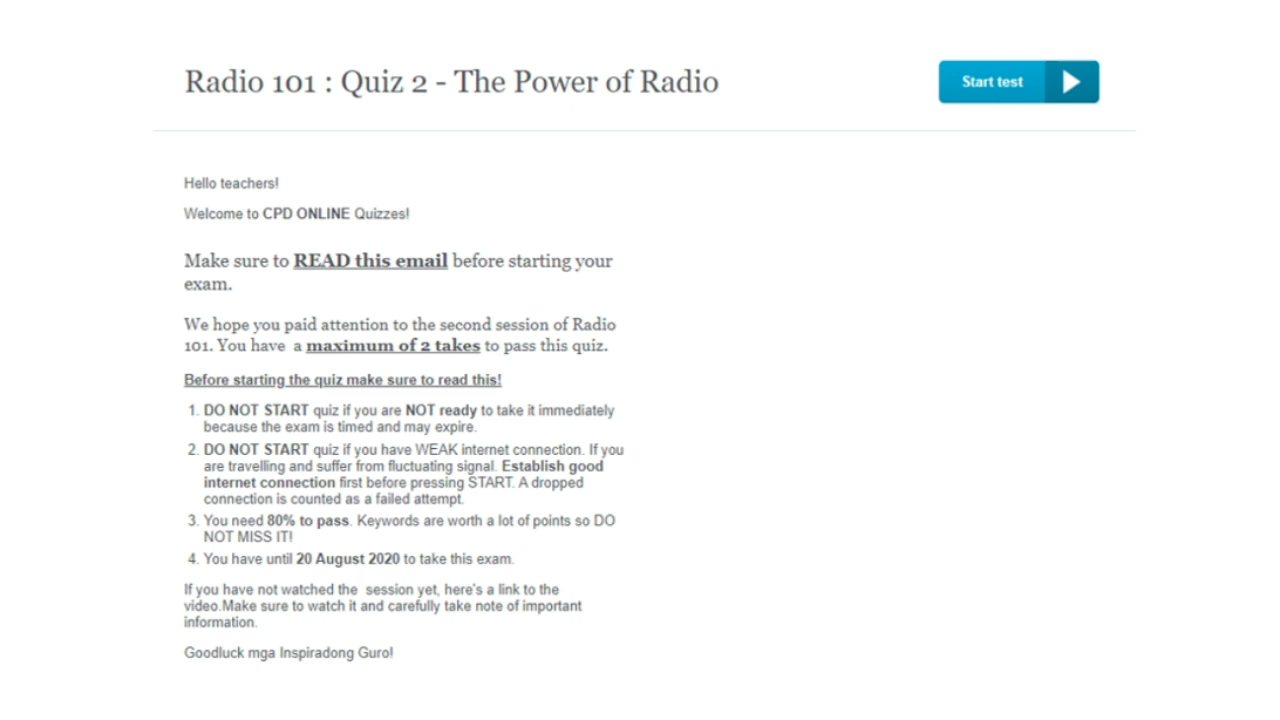 Radio 101 : Quiz 2 - The Power of Radio
Start test
Hello teachers!
Welcome to CPD ONLINE Quizzes!
Make sure to READ this email before starting your
exam.
We hope you paid attention to the second session of Radio
101. You have  a maximum of 2 takes to pass this quiz.
Before starting the quiz make sure to read this!
1. DO NOT START quiz if you are NOT ready to take it immediately
because the exam is timed and may expire.
2. DO NOT START quiz if you have WEAK internet connection. If you
are travelling and suffer from fluctuating signal. Establish good
internet connection first before pressing START. A dropped
connection is counted as a failed attempt.
3. You need 80% to pass. Keywords are worth a lot of points so DO
NOT MISS IT!
4. You have until 20 August 2020 to take this exam.
If you have not watched the  session yet, here's a link to the
video.Make sure to watch it and carefully take note of important
information.
Goodluck mga Inspiradong Guro!